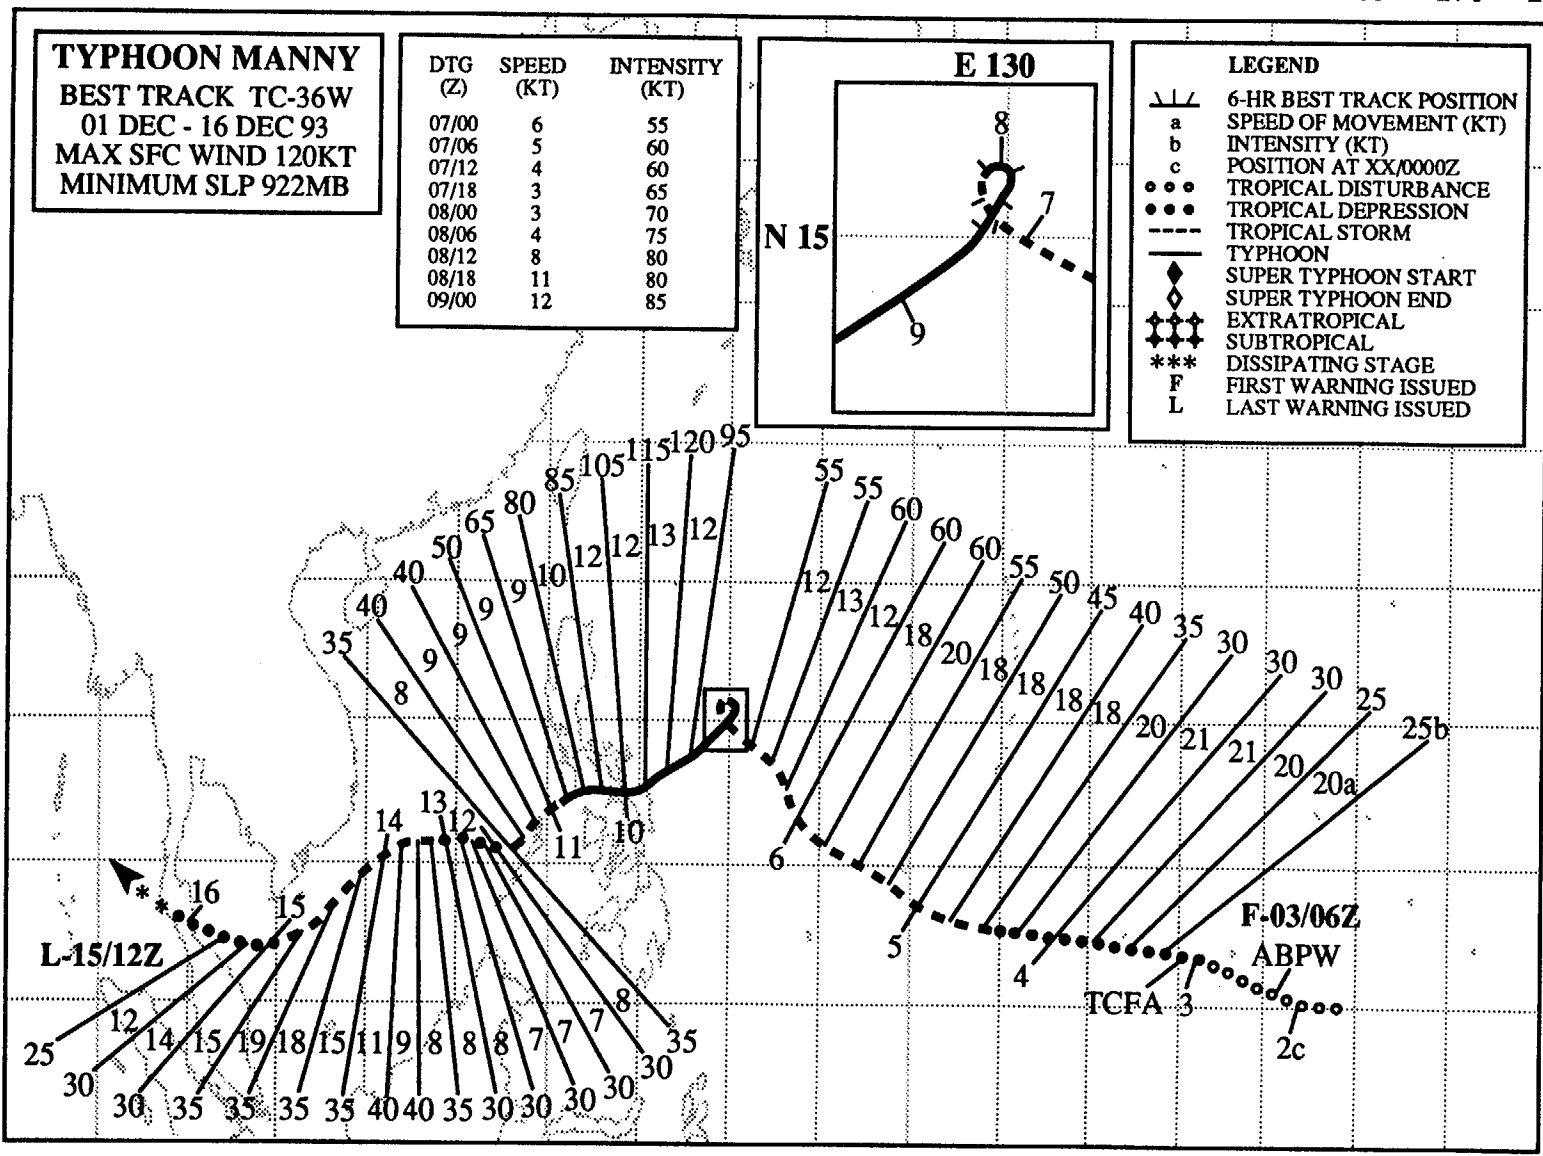 TYPHOON MANNY
BEST TRACK TC-36W
01 DEC - 16 DEC 93
MAX SFC WIND 120KT
MINIMUM SLP 922MB
DTG SPEED INTENSITY
(Z) (KT) (KT)
07/00 6 55
07/06 5 60
07/12 4 60
07/18 3 65
08/00 3 70
08/06 4 75
08/12 8 80
08/18 11 80
09/00 12 85
E 130
8
7
N 15
9
LEGEND
6-HR BEST TRACK POSITION
a SPEED OF MOVEMENT (KT)
b INTENSITY (KT)
c POSITION AT XX/0000Z
TROPICAL DISTURBANCE
TROPICAL DEPRESSION
TROPICAL STORM
TYPHOON
SUPER TYPHOON START
SUPER TYPHOON END
EXTRATROPICAL
SUBTROPICAL
*** DISSIPATING STAGE
F FIRST WARNING ISSUED
L LAST WARNING ISSUED
35 40 40 50 65 80 85 105 115 120 95
8 9 9 9 9 10 12 12 13 12
55 55 60 60 60 55 50 45 40 35 30 30 30 25 25b
12 13 12 18 20 18 18 18 18 20 21 21 20 20a
14 13 12 11 10
6
16 15
5
4
TCFA 3
2c
F-03/06Z
ABPW
L-15/12Z
* *
12 14 15 19 18 15 11 9 8 8 8 7 7 7 8
25 30 30 35 35 35 35 40 40 35 30 30 30 30 30 35